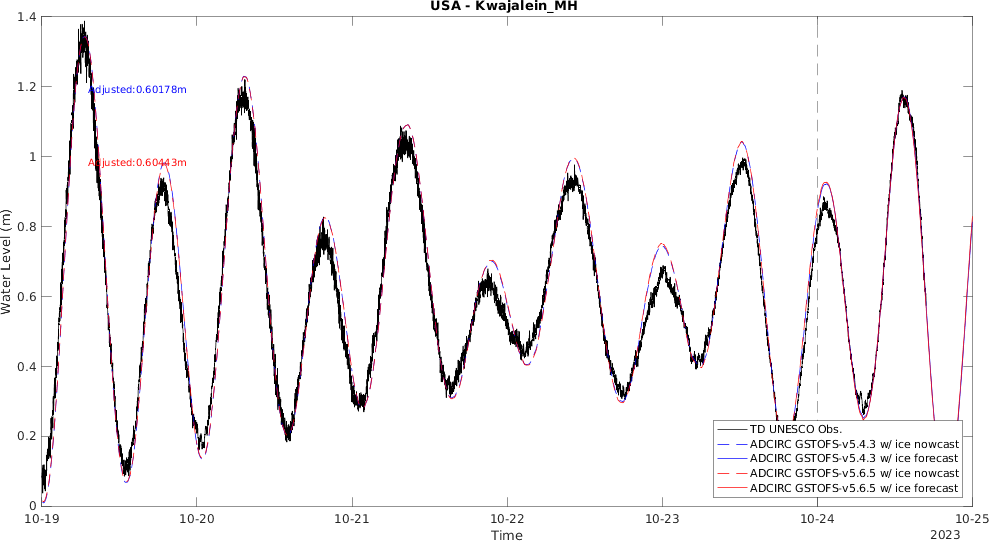 USA - Kwajalein_MH
1.4
1.2
1
0.8
0.6
0.4
0.2
0
Water Level (m)
Adjusted:0.60178m
Adjusted:0.60443m
TD UNESCO Obs.
ADCIRC GSTOFS-v5.4.3 w/ ice nowcast
ADCIRC GSTOFS-v5.4.3 w/ ice forecast
ADCIRC GSTOFS-v5.6.5 w/ ice nowcast
ADCIRC GSTOFS-v5.6.5 w/ ice forecast
10-19 10-20 10-21 10-22 10-23 10-24 10-25
Time
2023